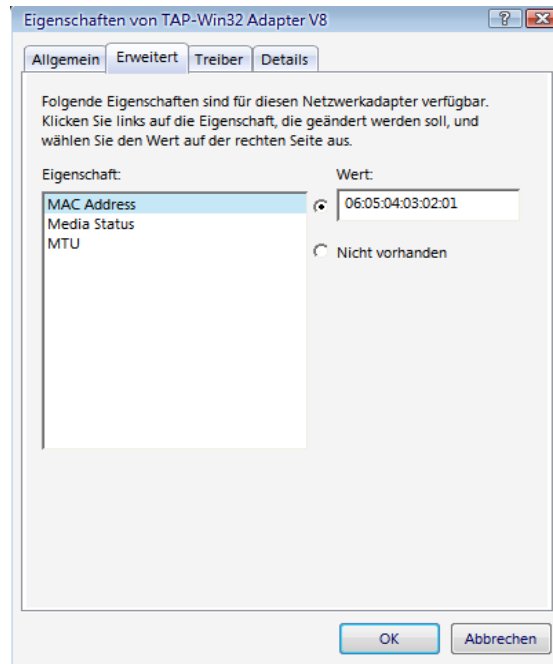 Eigenschaften von TAP-Win32 Adapter V8
Allgemein Erweitert Treiber Details
Folgende Eigenschaften sind für diesen Netzwerkadapter verfügbar.
Klicken Sie links auf die Eigenschaft, die geändert werden soll, und
wählen Sie den Wert auf der rechten Seite aus.
Eigenschaft: Wert:
MAC Address 06:05:04:03:02:01
Media Status
MTU Nicht vorhanden
OK Abbrechen